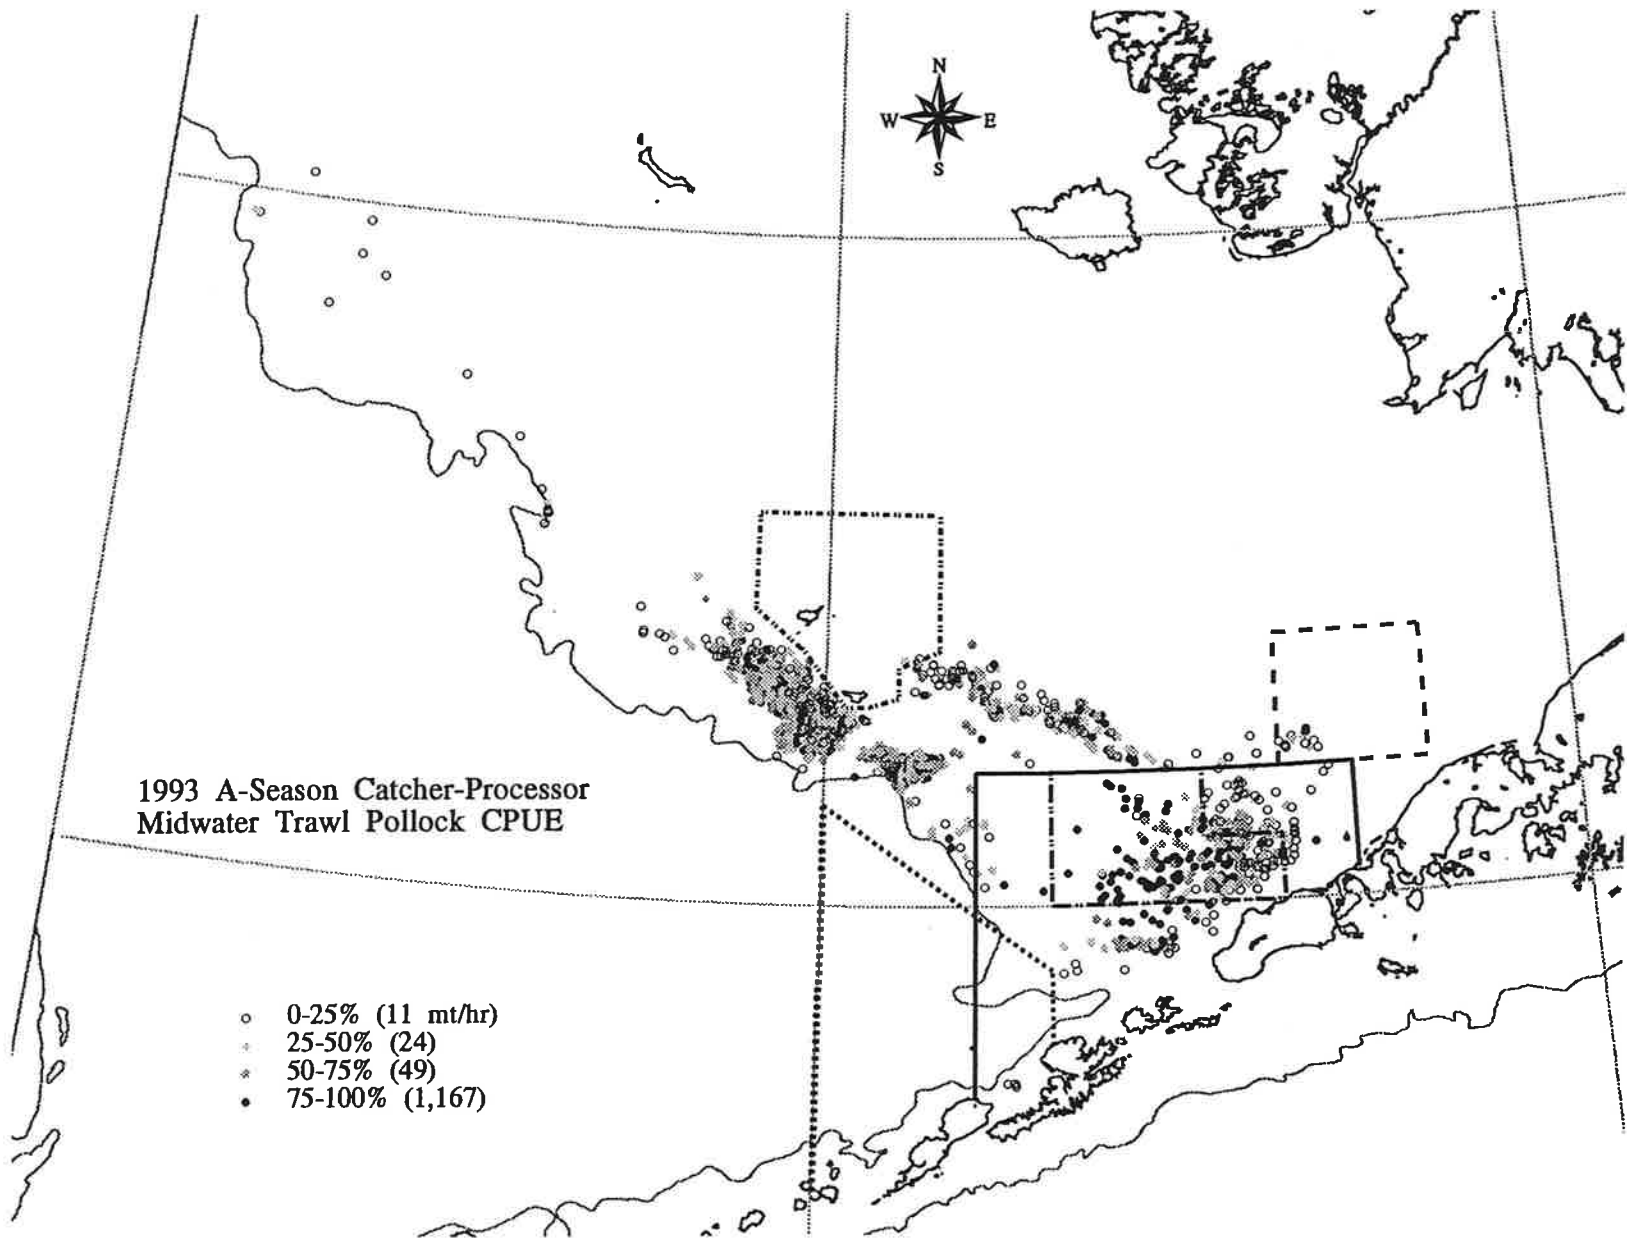 N
W E
S
1993 A-Season Catcher-Processor
Midwater Trawl Pollock CPUE
0-25% (11 mt/hr)
25-50% (24)
50-75% (49)
75-100% (1,167)